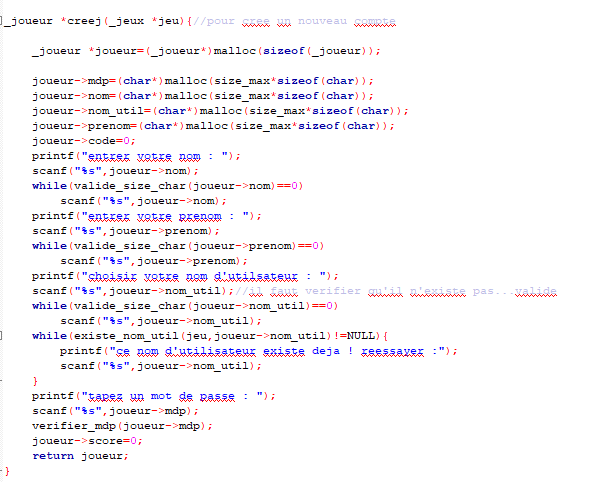 _joueur *creej(_jeux *jeu){//pour cree un nouveau compte
_joueur *joueur=(_joueur*)malloc(sizeof(_joueur));
joueur->mdp=(char*)malloc(size_max*sizeof(char));
joueur->nom=(char*)malloc(size_max*sizeof(char));
joueur->nom_util=(char*)malloc(size_max*sizeof(char));
joueur->prenom=(char*)malloc(size_max*sizeof(char));
joueur->code=0;
printf("entrer votre nom : ");
scanf("%s",joueur->nom);
while(valide_size_char(joueur->nom)==0)
scanf("%s",joueur->nom);
printf("entrer votre prenom : ");
scanf("%s",joueur->prenom);
while(valide_size_char(joueur->prenom)==0)
scanf("%s",joueur->prenom);
printf("choisir votre nom d'utilsateur : ");
scanf("%s",joueur->nom_util);//il faut verifier qu'il n'existe pas...valide
while(valide_size_char(joueur->nom_util)==0)
scanf("%s",joueur->nom_util);
while(existe_nom_util(jeu,joueur->nom_util)!=NULL){
printf("ce nom d'utilisateur existe deja ! reessayer :");
scanf("%s",joueur->nom_util);
}
printf("tapez un mot de passe : ");
scanf("%s",joueur->mdp);
verifier_mdp(joueur->mdp);
joueur->score=0;
return joueur;
}